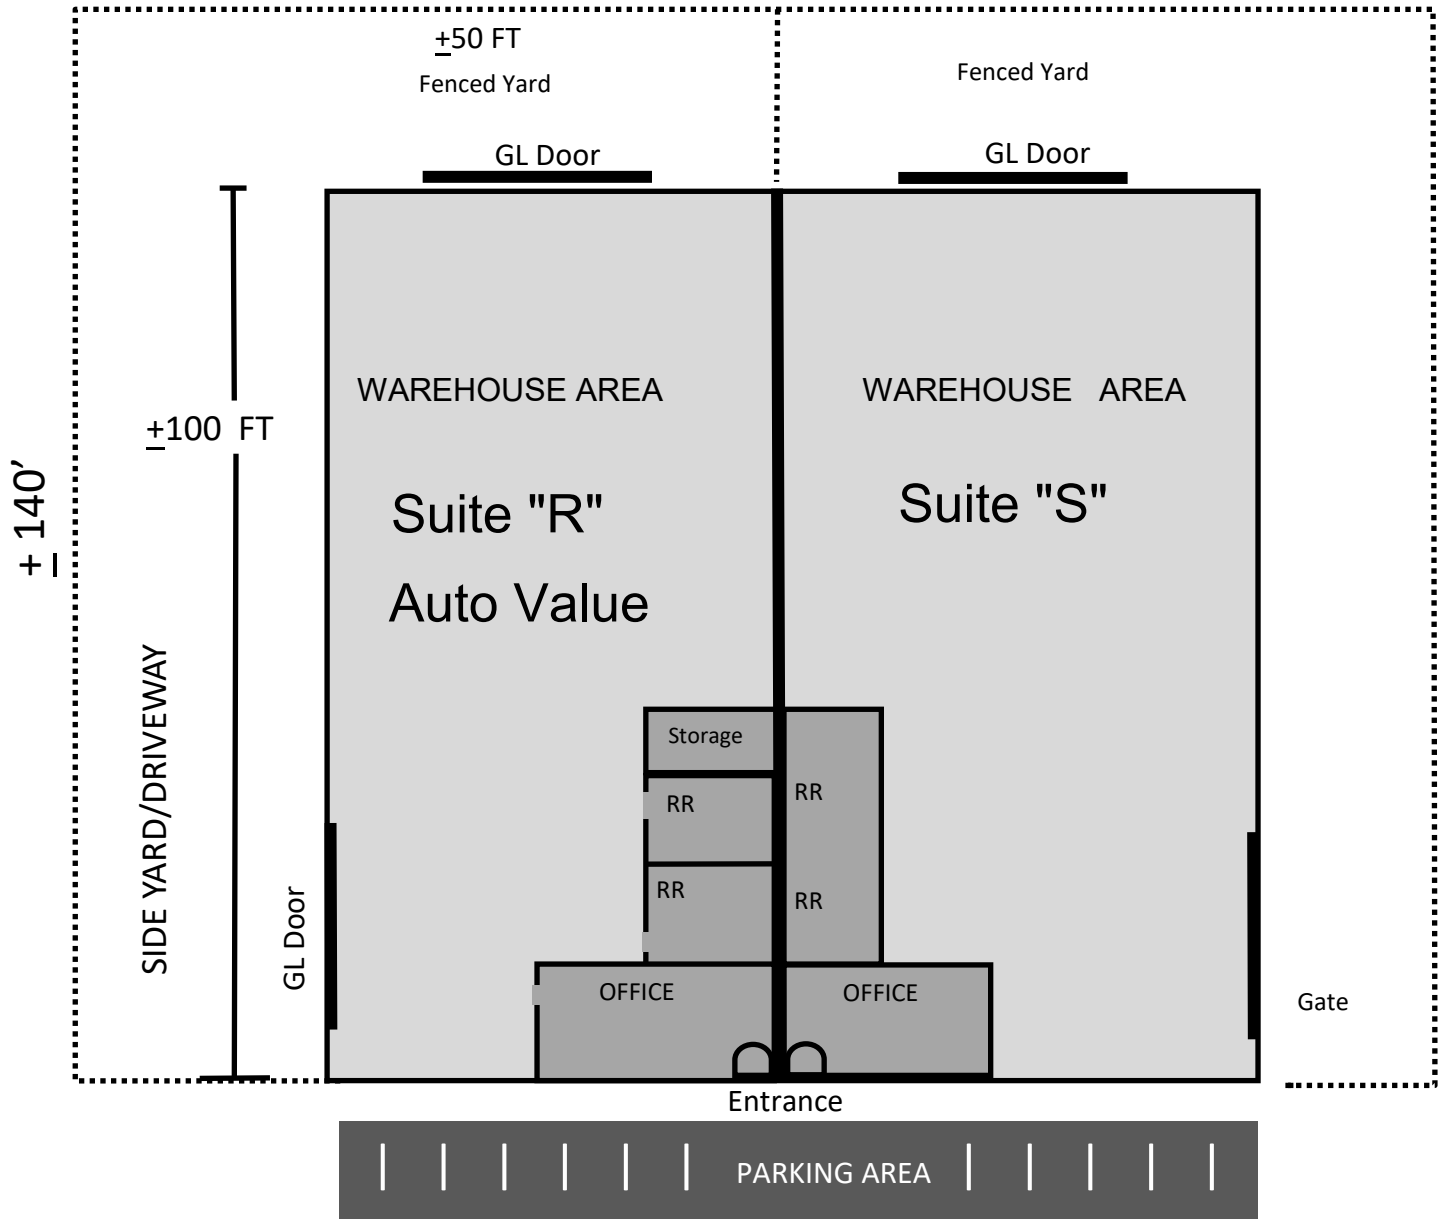 ±50 FT
Fenced Yard
Fenced Yard
GL Door
GL Door
WAREHOUSE AREA
WAREHOUSE AREA
±100 FT
± 140’
Suite "R"
Auto Value
Suite "S"
SIDE YARD/DRIVEWAY
GL Door
Storage
RR
RR
RR
RR
OFFICE
OFFICE
Gate
Entrance
PARKING AREA